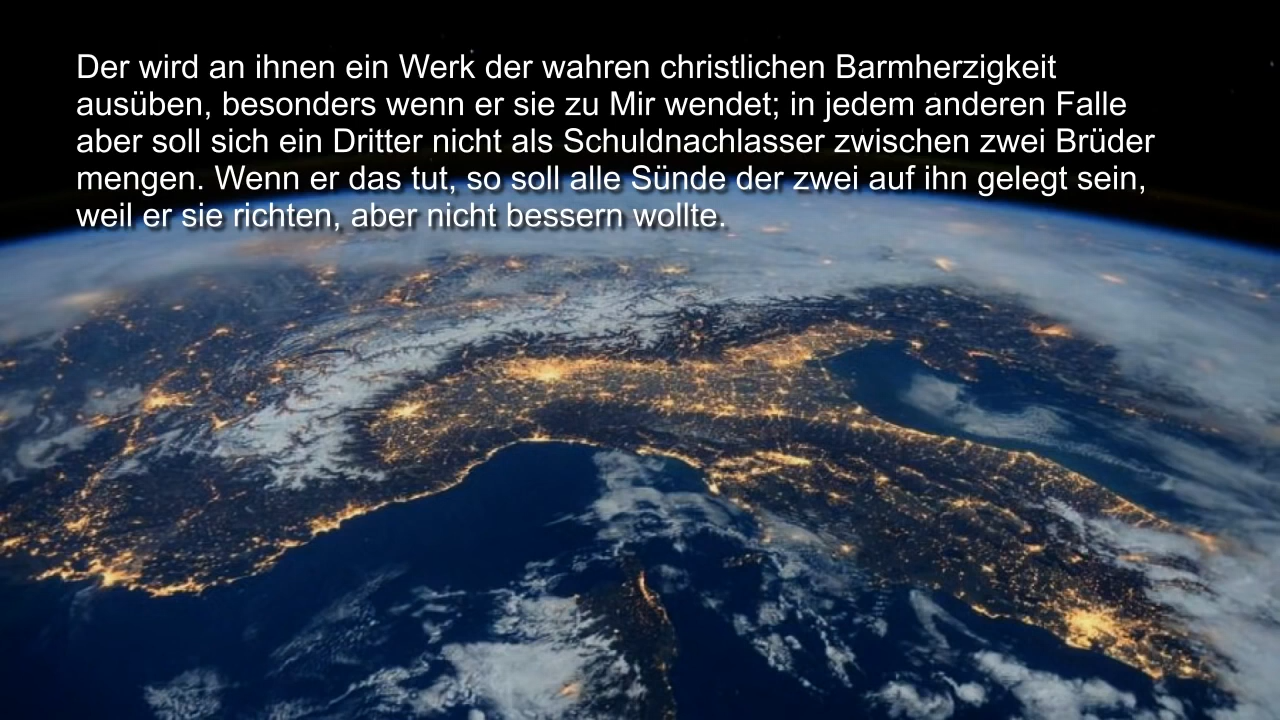 Der wird an ihnen ein Werk der wahren christlichen Barmherzigkeit
ausüben, besonders wenn er sie zu Mir wendet; in jedem anderen Falle
aber soll sich ein Dritter nicht als Schuldnachlasser zwischen zwei Brüder
mengen. Wenn er das tut, so soll alle Sünde der zwei auf ihn gelegt sein,
weil er sie richten, aber nicht bessern wollte.